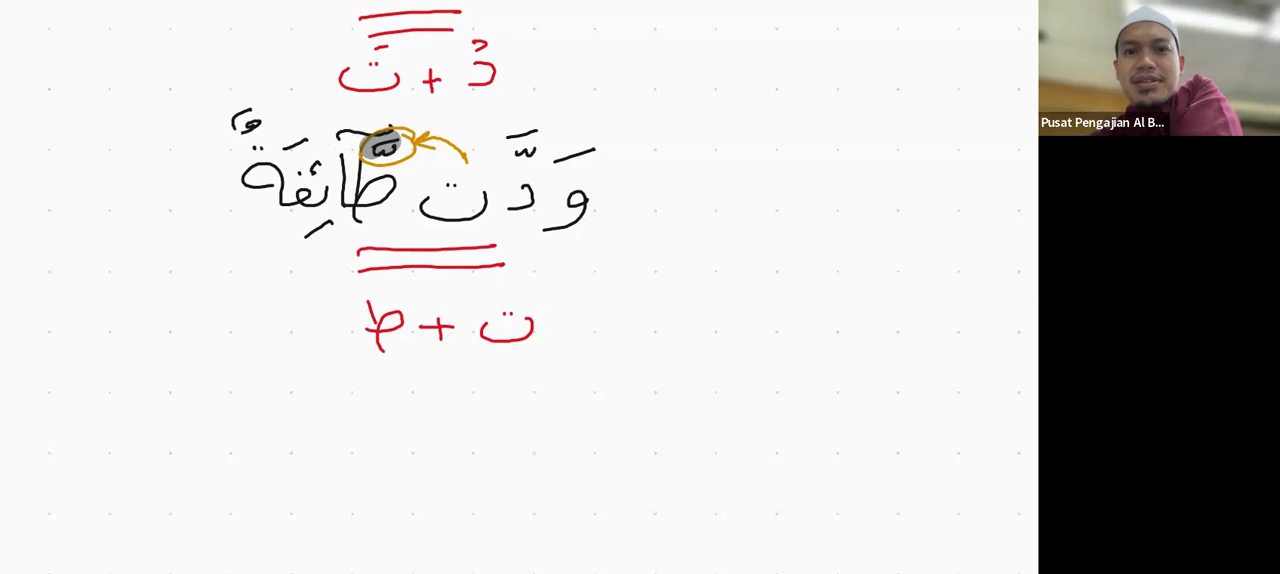 دْ + تَ
وَدَّت طَّائِفَةٌ
ت + ط
Pusat Pengajian Al B...